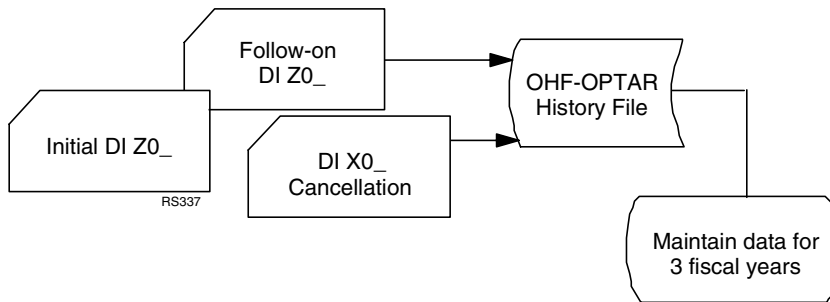 Follow-on
DI Z0_
Initial DI Z0_
RS337
DI X0_
Cancellation
OHF-OPTAR
History File
Maintain data for
3 fiscal years